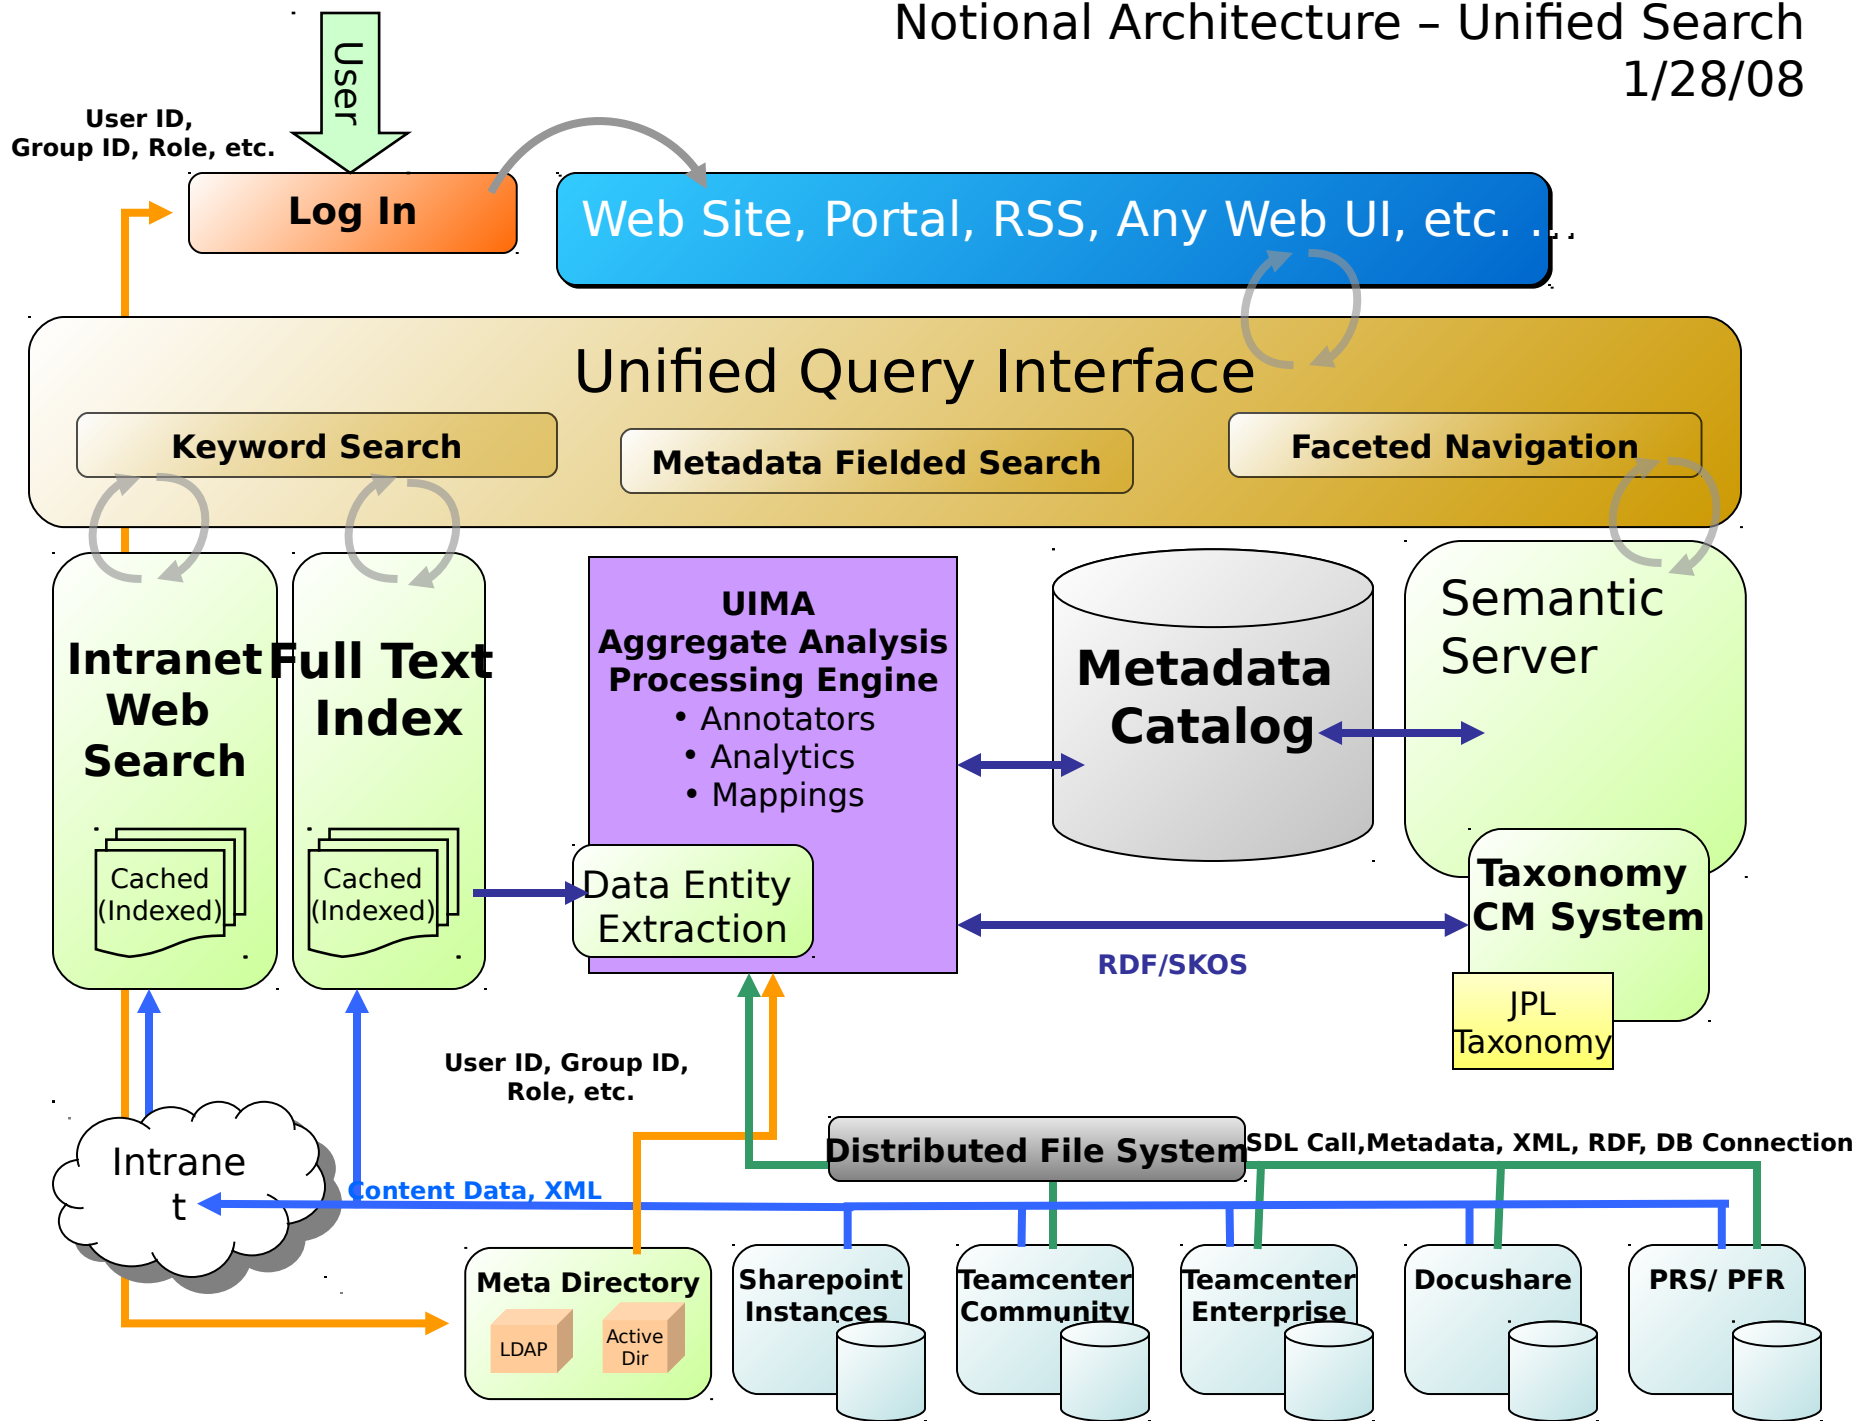 Notional Architecture – Unified Search
1/28/08
User
User ID,
Group ID, Role, etc.
Log In
Web Site, Portal, RSS, Any Web UI, etc. …
Unified Query Interface
Keyword Search
Metadata Fielded Search
Faceted Navigation
Intranet
Web
Search
Cached
(Indexed)
Full Text
Index
Cached
(Indexed)
UIMA
Aggregate Analysis
Processing Engine
• Annotators
• Analytics
• Mappings
Data Entity
Extraction
Metadata
Catalog
Semantic
Server
Taxonomy
CM System
RDF/SKOS
JPL
Taxonomy
User ID, Group ID,
Role, etc.
Distributed File System
SDL Call,Metadata, XML, RDF, DB Connection
Intrane
t
Content Data, XML
Meta Directory
LDAP
Active
Dir
Sharepoint
Instances
Teamcenter
Community
Teamcenter
Enterprise
Docushare
PRS/ PFR